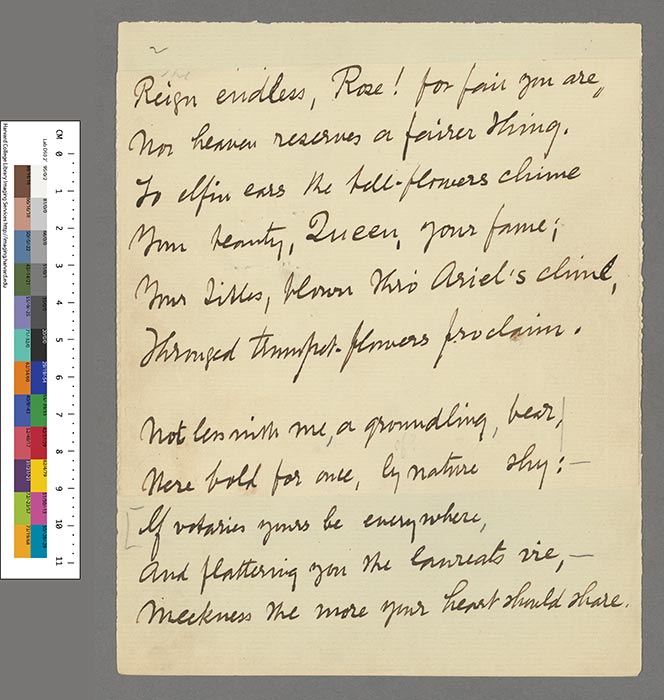 2
Reign endless, Rose! for fair you are,
Nor heaven reserves a fairer thing.
To elfin ears the bell-flowers chime
Your beauty, Queen, your fame;
Your titles, blown thro' Ariel's clime,
Thronged trumpet-flowers proclaim.
Not less with me, a groundling, bear,
Here bold for once, by nature shy:—
If votaries yours be everywhere,
And flattering you the laureats vie,—
Meekness the more your heart should share.
CM 0 1 2 3 4 5 6 7 8 9 10 11
Harvard College Library Imaging Services